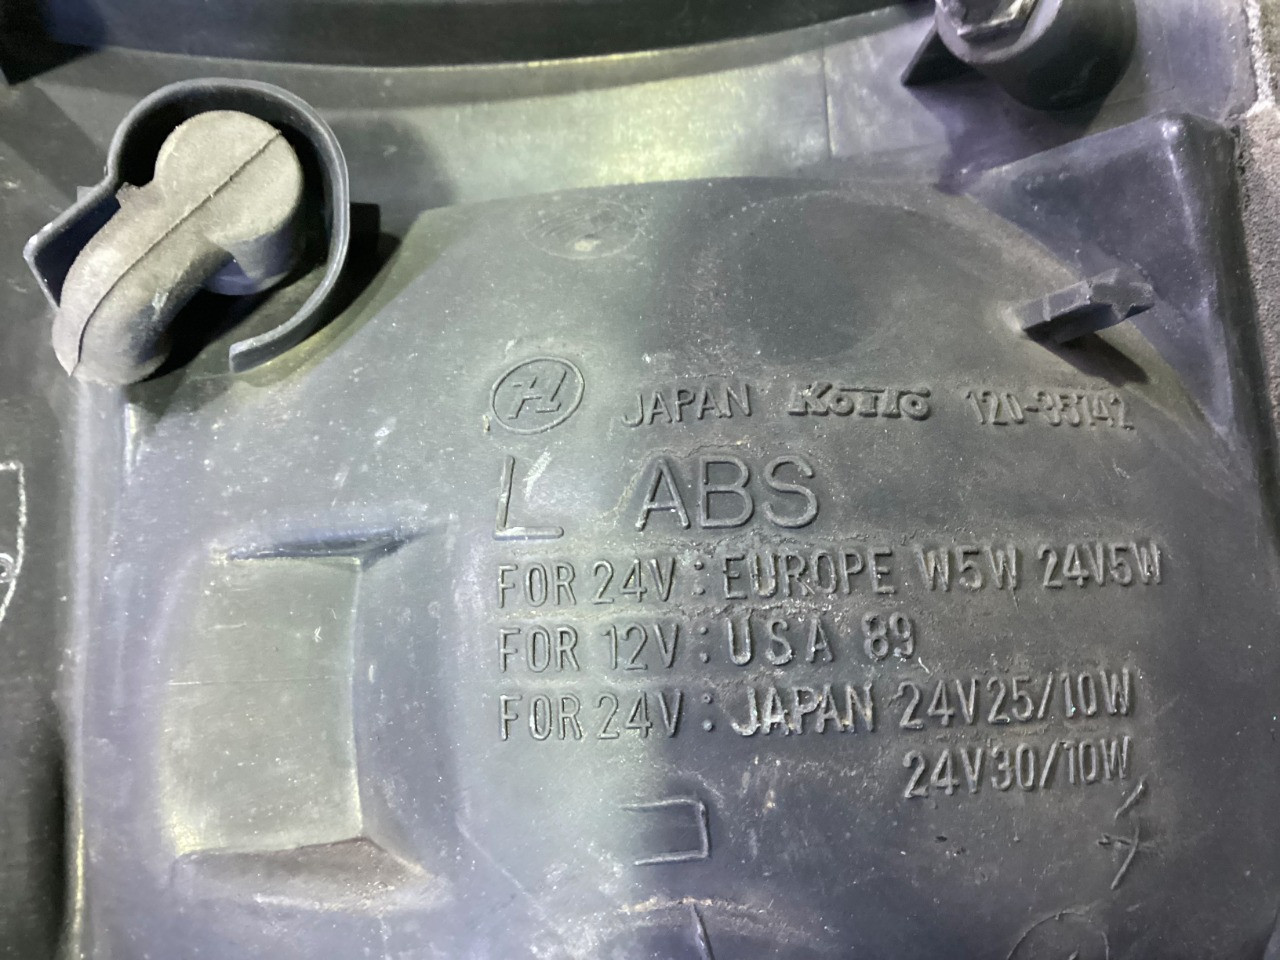 JAPAN KOITO 120-85742
L ABS
FOR 24V : EUROPE W5W 24V5W
FOR 12V : USA 89
FOR 24V : JAPAN 24V25/10W
24V30/10W